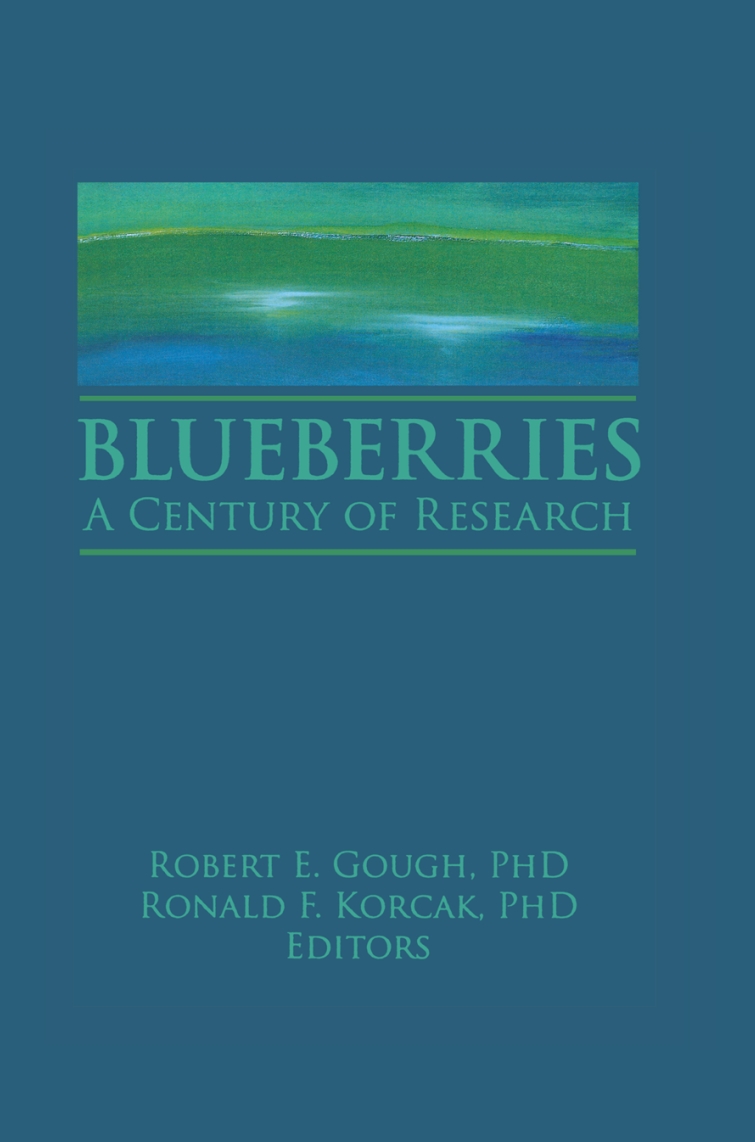 BLUEBERRIES
A CENTURY OF RESEARCH
ROBERT E. GOUGH, PHD
RONALD F. KORCAK, PHD
EDITORS